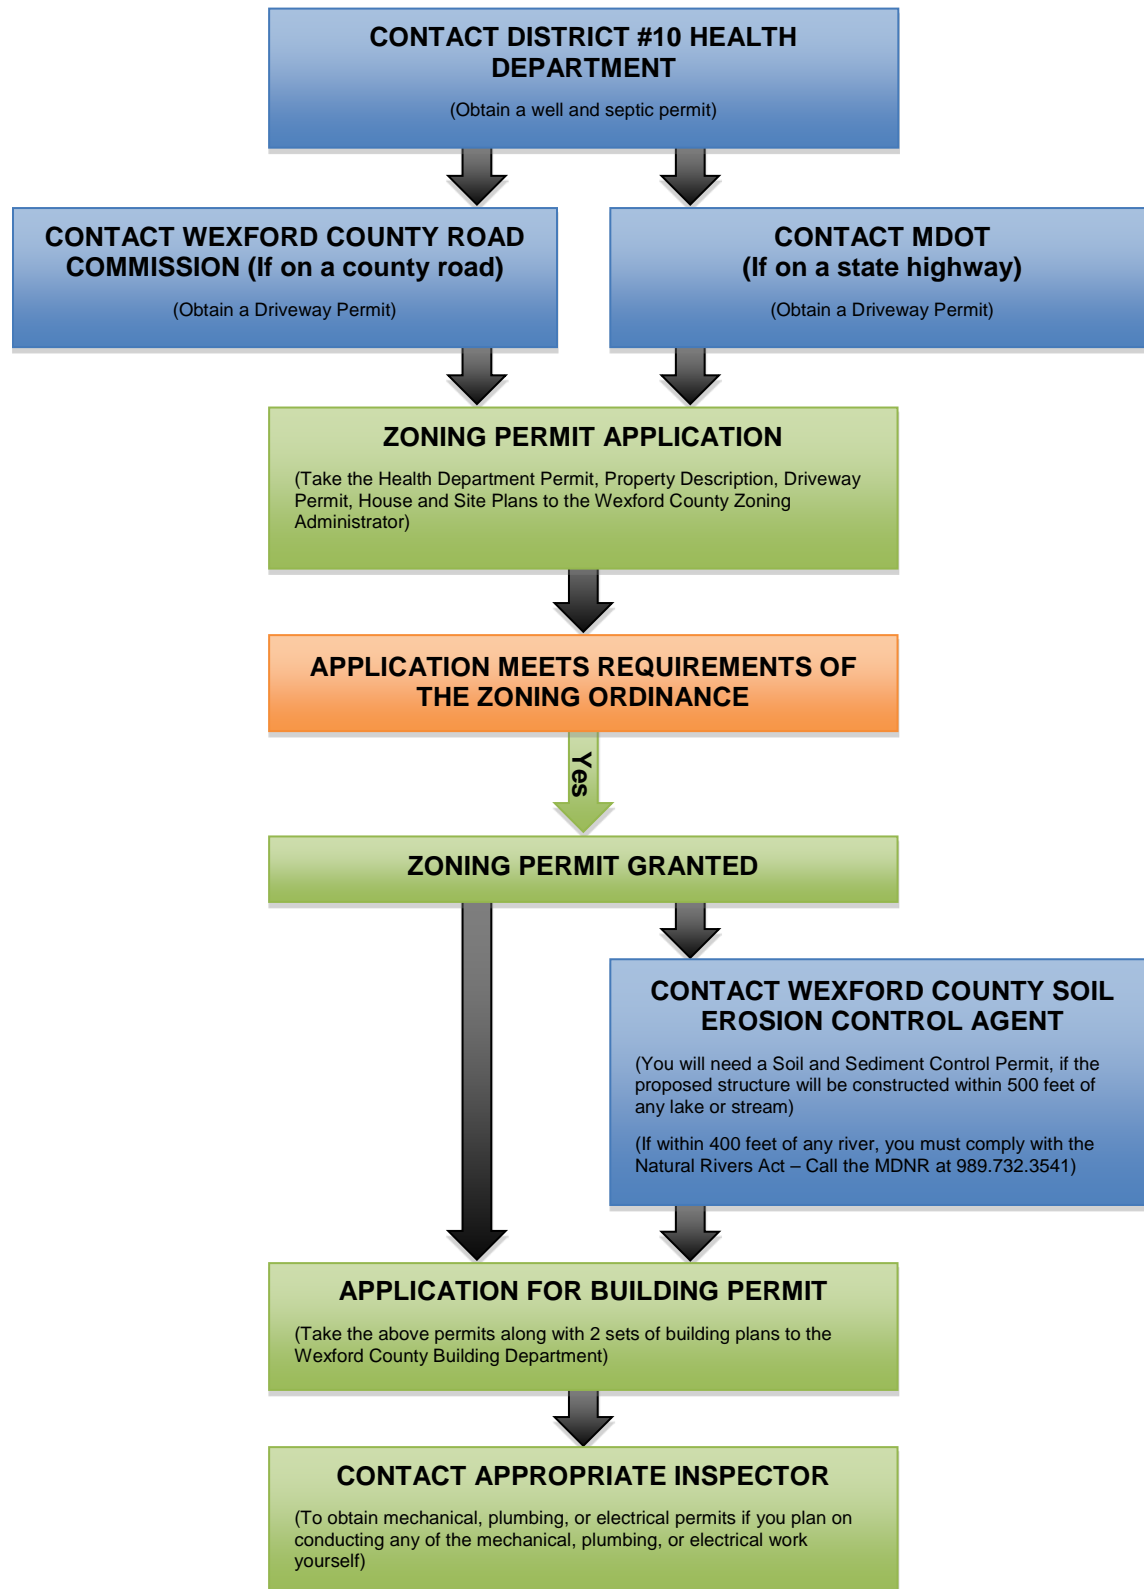 CONTACT DISTRICT #10 HEALTH
DEPARTMENT
(Obtain a well and septic permit)
CONTACT WEXFORD COUNTY ROAD
COMMISSION (If on a county road)
(Obtain a Driveway Permit)
CONTACT MDOT
(If on a state highway)
(Obtain a Driveway Permit)
ZONING PERMIT APPLICATION
(Take the Health Department Permit, Property Description, Driveway
Permit, House and Site Plans to the Wexford County Zoning
Administrator)
APPLICATION MEETS REQUIREMENTS OF
THE ZONING ORDINANCE
Yes
ZONING PERMIT GRANTED
CONTACT WEXFORD COUNTY SOIL
EROSION CONTROL AGENT
(You will need a Soil and Sediment Control Permit, if the
proposed structure will be constructed within 500 feet of
any lake or stream)
(If within 400 feet of any river, you must comply with the
Natural Rivers Act – Call the MDNR at 989.732.3541)
APPLICATION FOR BUILDING PERMIT
(Take the above permits along with 2 sets of building plans to the
Wexford County Building Department)
CONTACT APPROPRIATE INSPECTOR
(To obtain mechanical, plumbing, or electrical permits if you plan on
conducting any of the mechanical, plumbing, or electrical work
yourself)